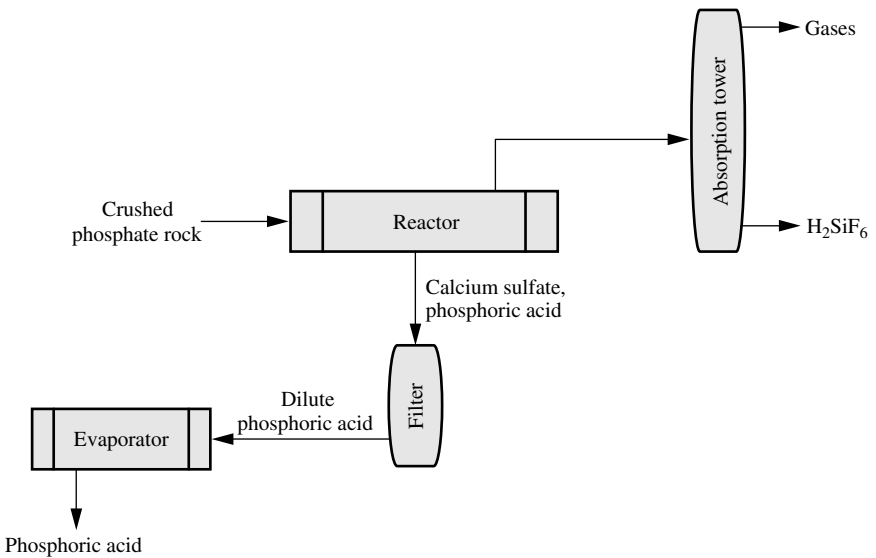 Gases
Absorption tower
Crushed
phosphate rock
Reactor
H₂SiF₆
Calcium sulfate,
phosphoric acid
Filter
Dilute
phosphoric acid
Evaporator
Phosphoric acid